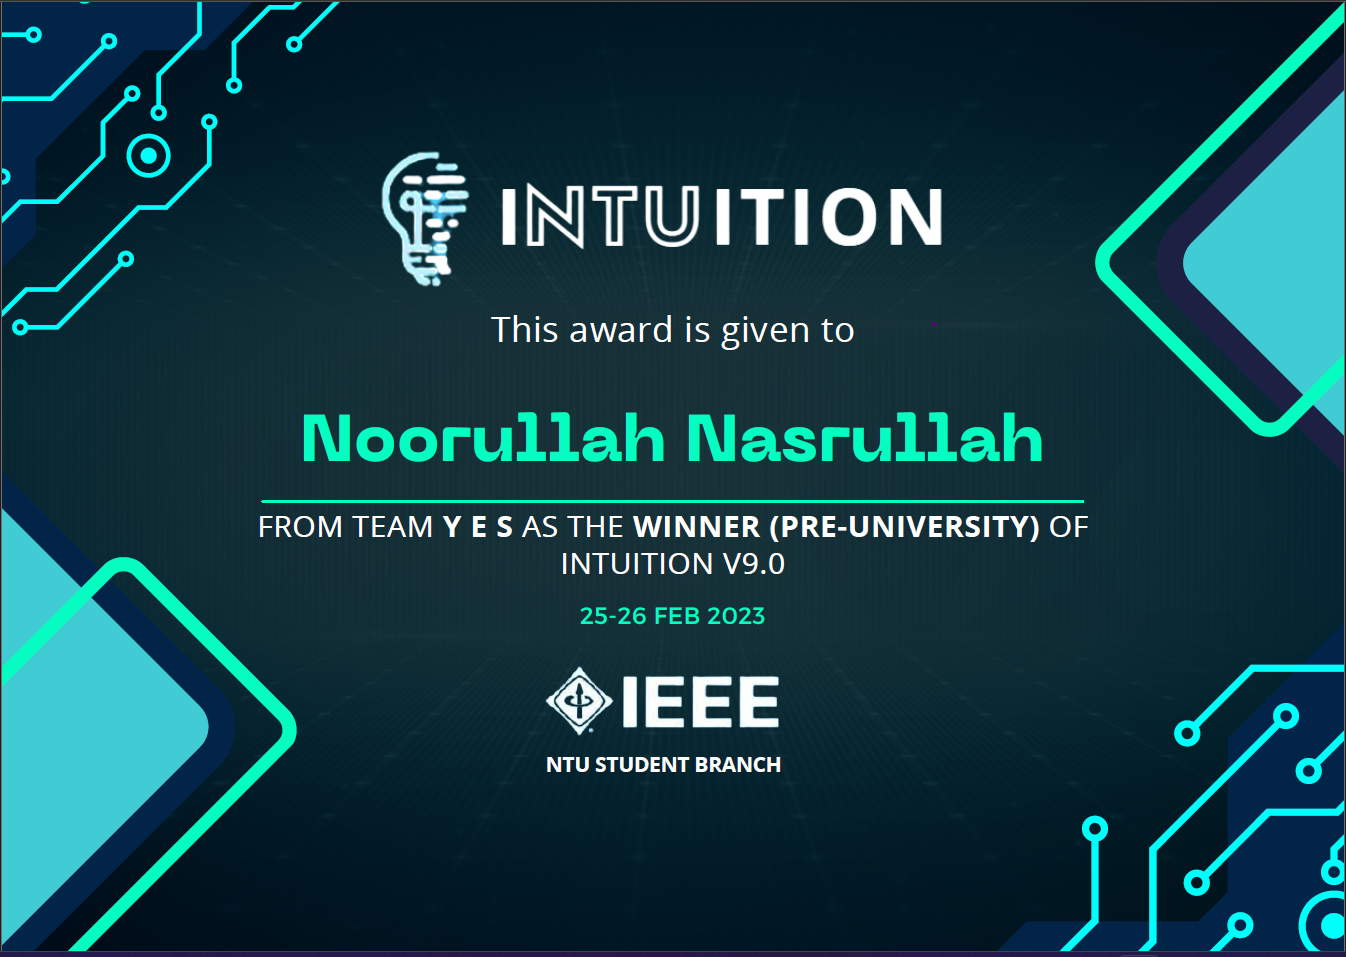 INTUITION
This award is given to
Noorullah Nasrullah
FROM TEAM Y E S AS THE WINNER (PRE-UNIVERSITY) OF
INTUITION V9.0
25-26 FEB 2023
IEEE
NTU STUDENT BRANCH